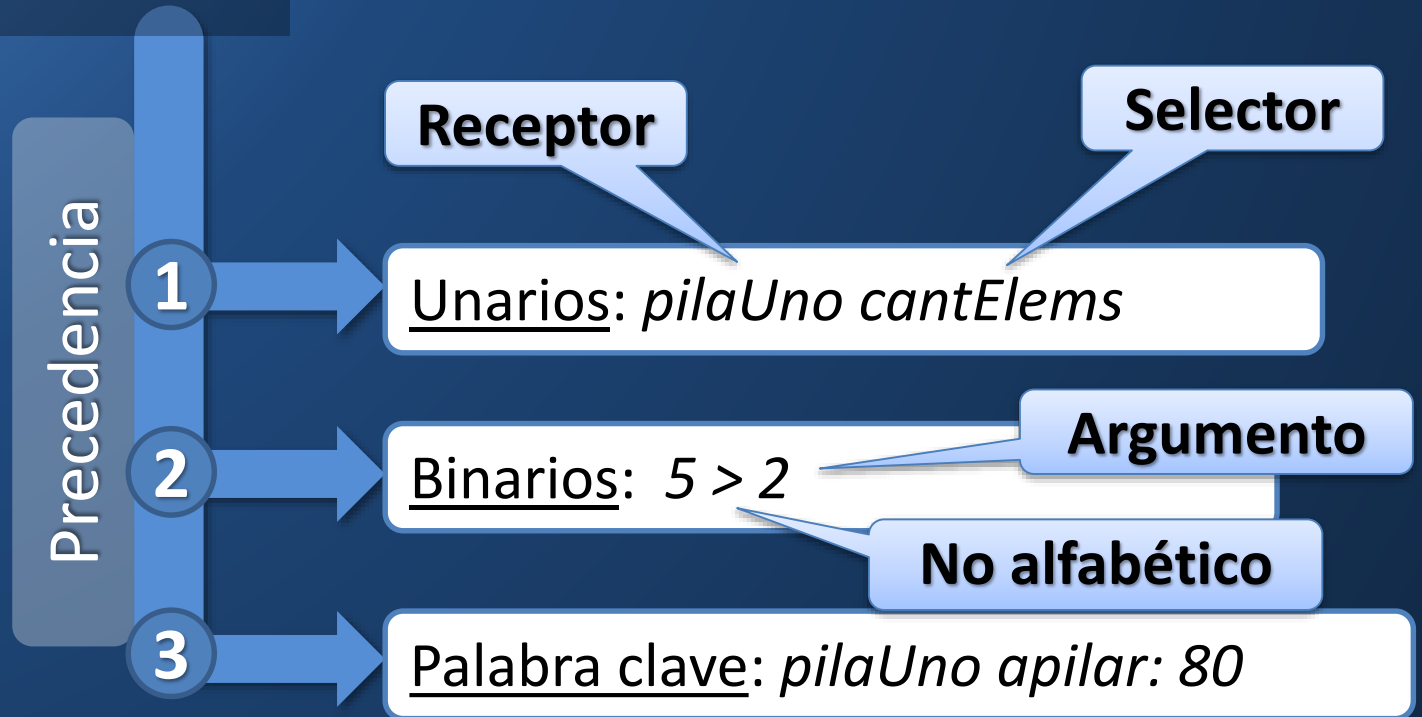 Precedencia
Receptor
Selector
1
Unarios: pilaUno cantElems
Argumento
2
Binarios: 5 > 2
No alfabético
3
Palabra clave: pilaUno apilar: 80